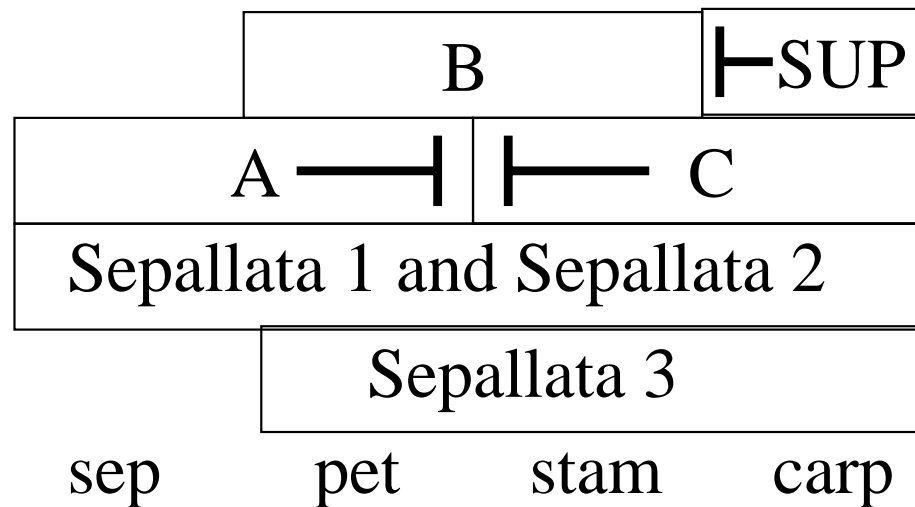 B SUP
A C
Sepallata 1 and Sepallata 2
Sepallata 3
sep pet stam carp